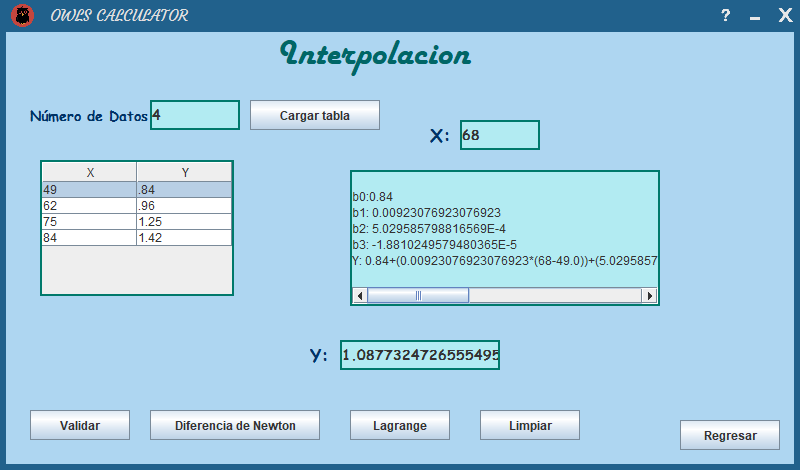 OWLS CALCULATOR
? – X
Interpolacion
Número de Datos 4 Cargar tabla
X: 68
X Y
49 .84
62 .96
75 1.25
84 1.42
b0:0.84
b1: 0.00923076923076923
b2: 5.029585798816569E-4
b3: -1.8810249579480365E-5
Y: 0.84+(0.00923076923076923*(68-49.0))+(5.0295857
Y: 1.0877324726555495
Validar Diferencia de Newton Lagrange Limpiar Regresar